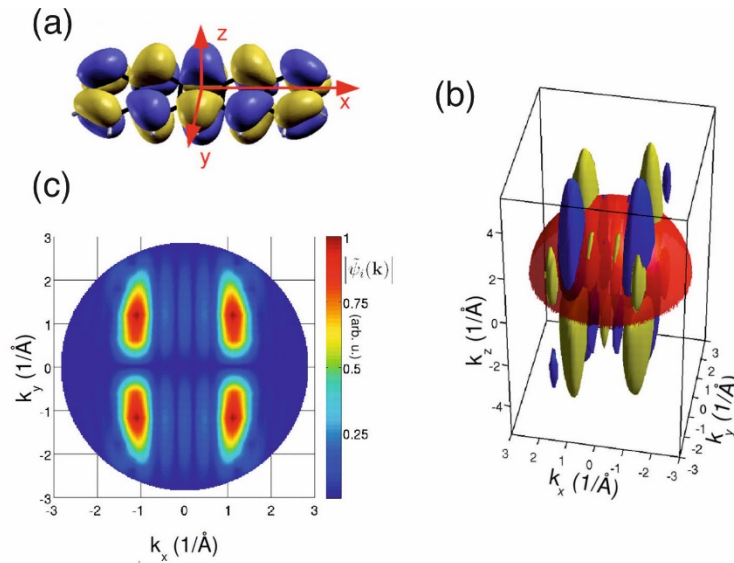 (a)
z
x
y
(b)
(c)
3
2
1
0
-1
-2
-3
k_y (1/Å)
-3 -2 -1 0 1 2 3
k_x (1/Å)
1
0.75
0.5
0.25
|ψ̃_i(k)|
(arb. u.)
4
2
0
-2
-4
k_z (1/Å)
3 2 1 0 -1 -2 -3
k_x (1/Å)
3
2
1
0
-1
-2
-3
k_y (1/Å)